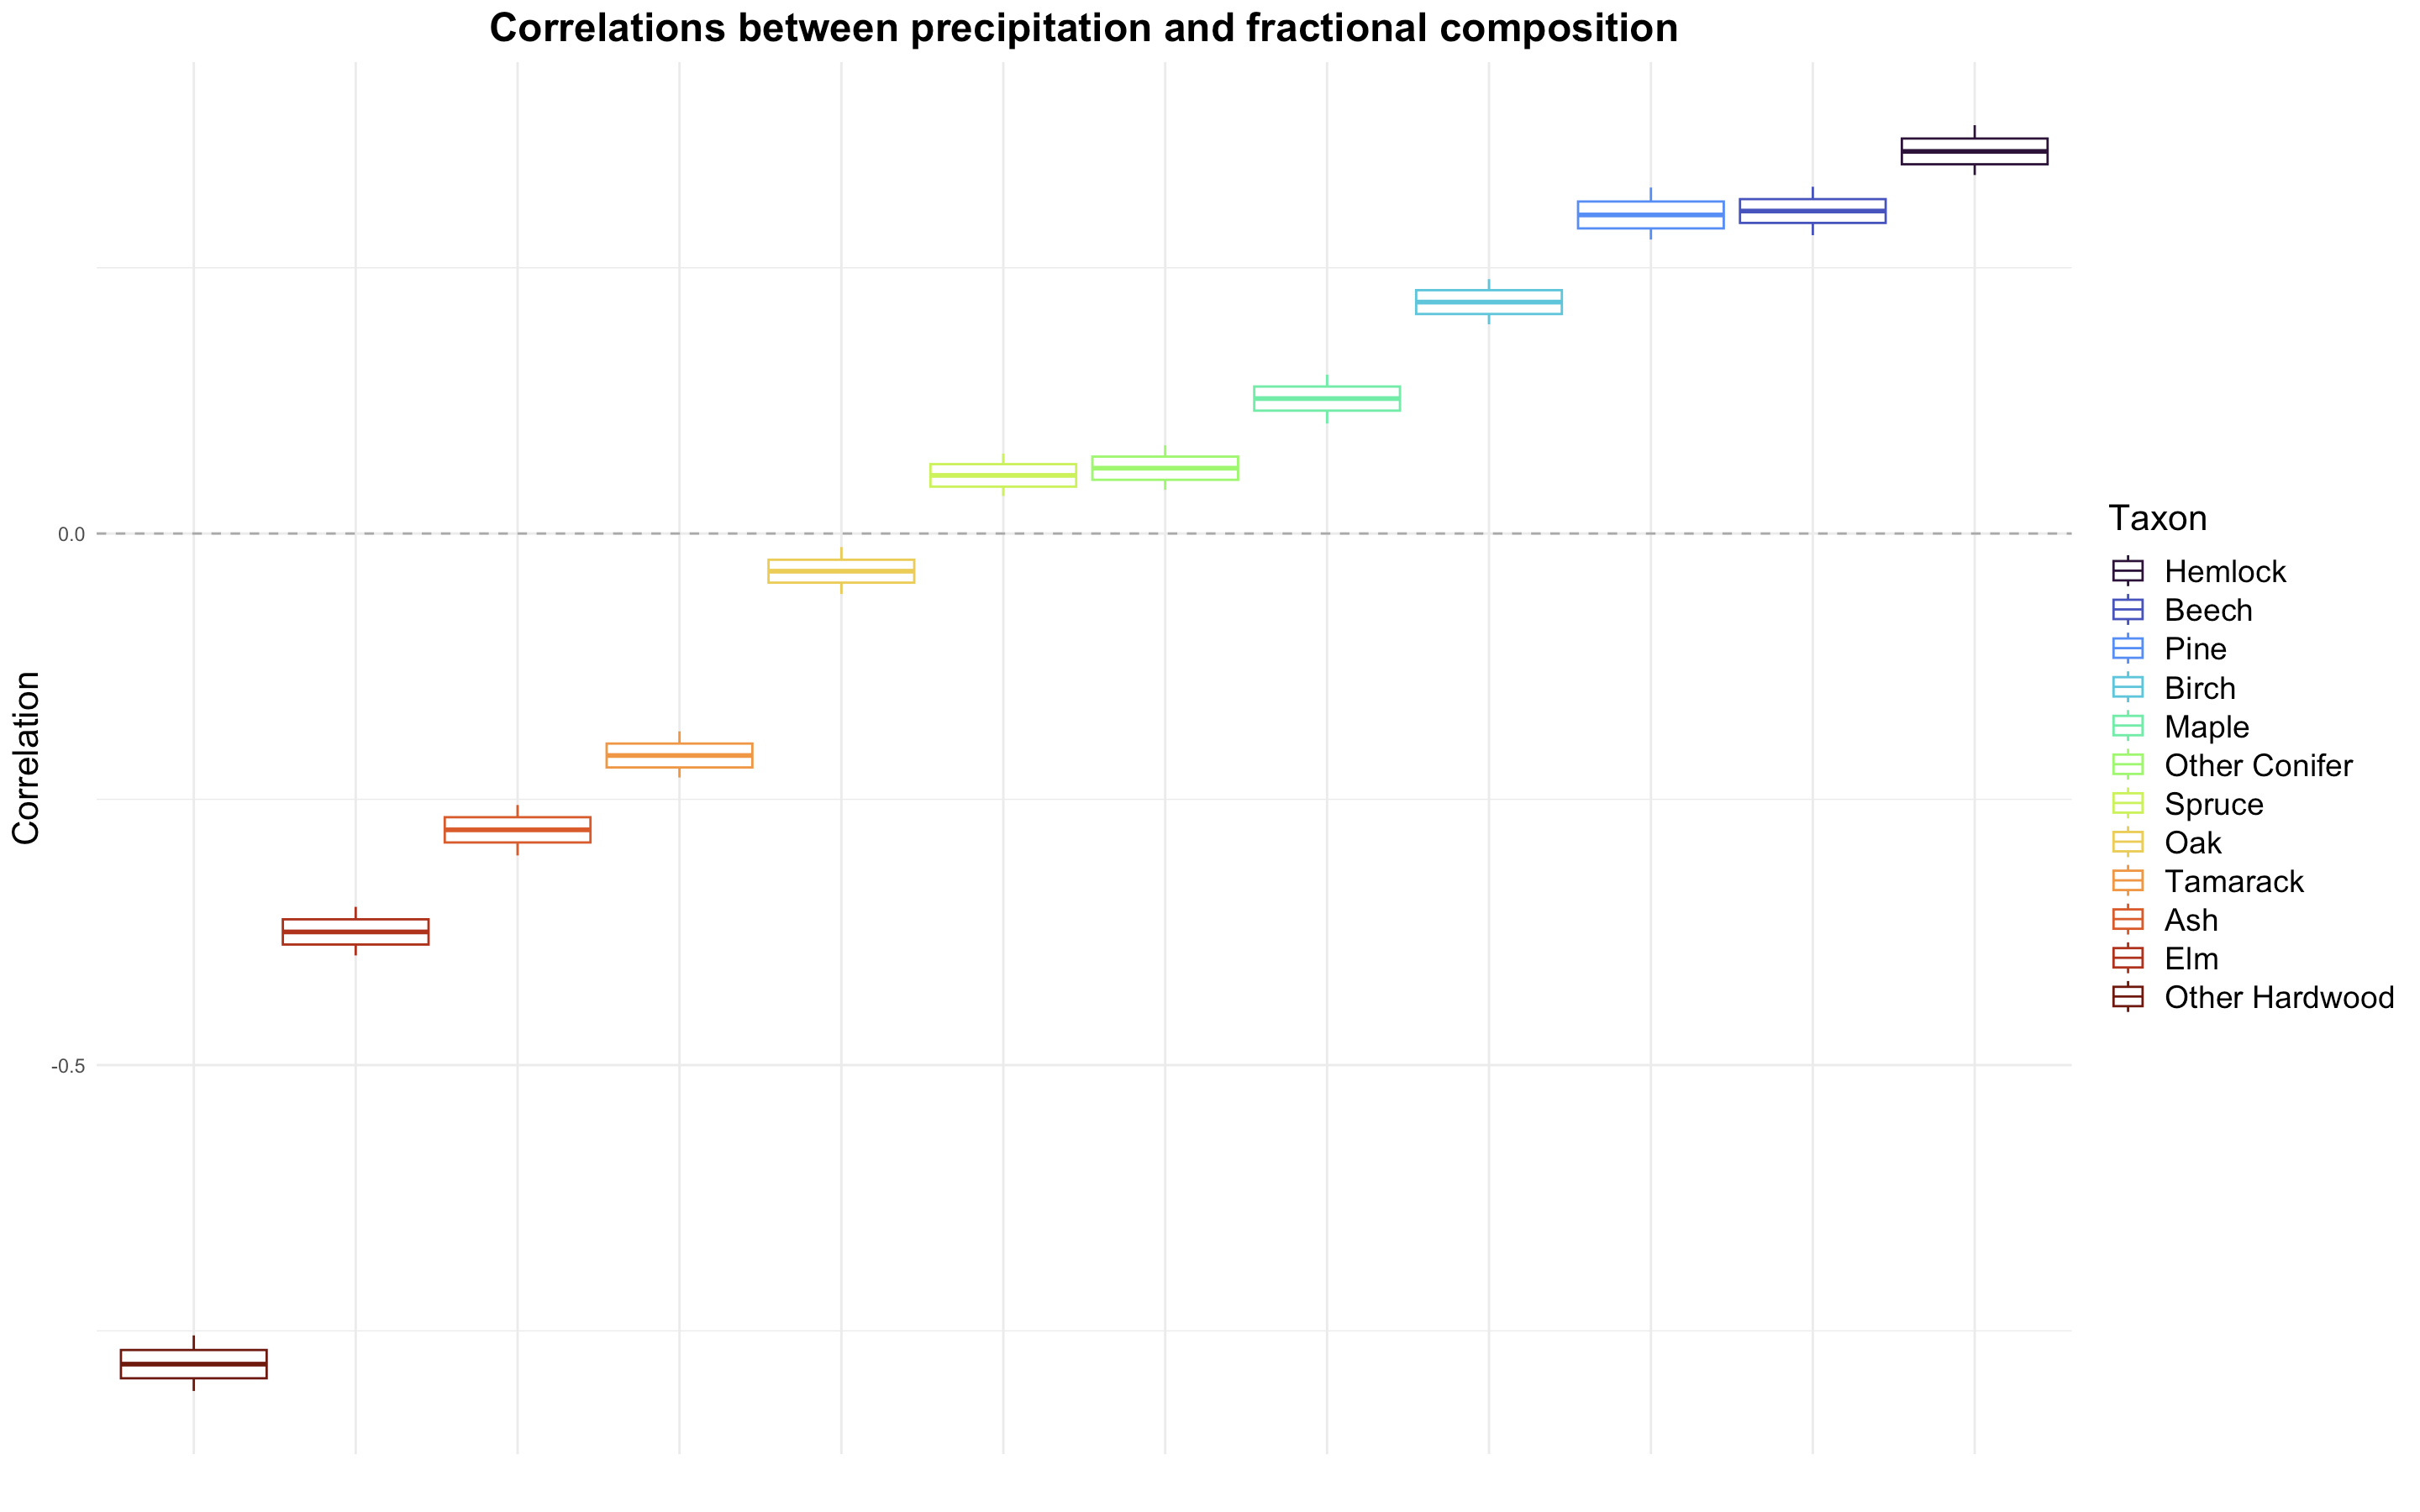 Correlations between precipitation and fractional composition
Correlation
0.0
-0.5
Taxon
Hemlock
Beech
Pine
Birch
Maple
Other Conifer
Spruce
Oak
Tamarack
Ash
Elm
Other Hardwood